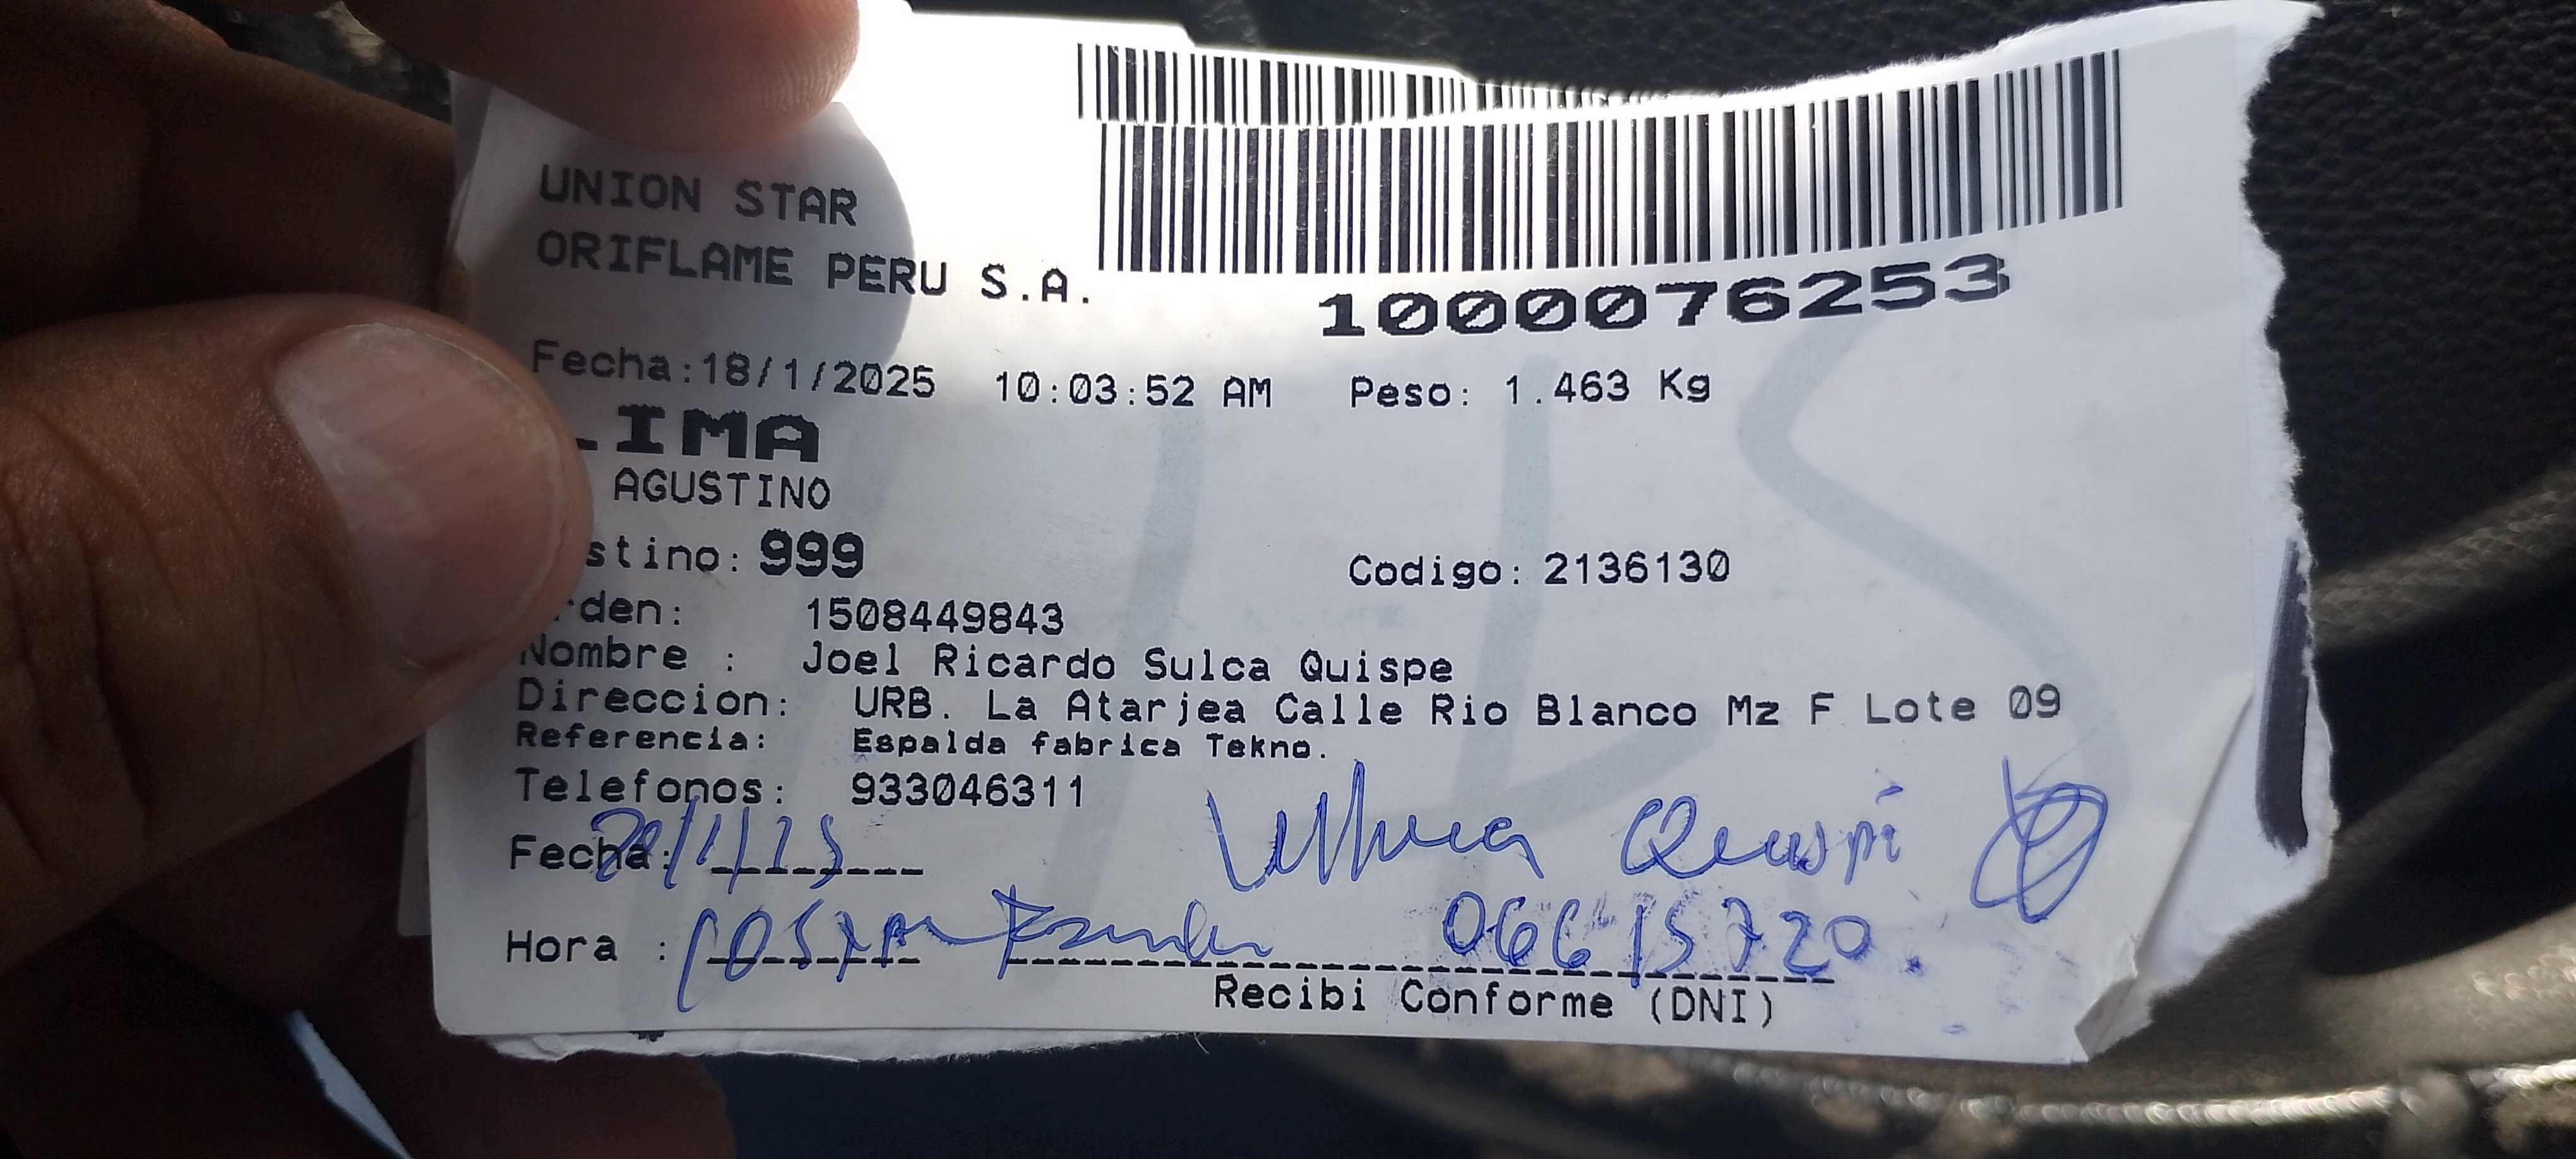 UNION STAR
ORIFLAME PERU S.A.
1000076253
Fecha:18/1/2025 10:03:52 AM Peso: 1.463 Kg
LIMA
AGUSTINO
stino: 999 Codigo: 2136130
rden: 1508449843
Nombre : Joel Ricardo Sulca Quispe
Direccion: URB. La Atarjea Calle Rio Blanco Mz F Lote 09
Referencia: Espalda fabrica Tekno.
Telefonos: 933046311
Fecha:
Hora : 06615720.
Recibi Conforme (DNI)